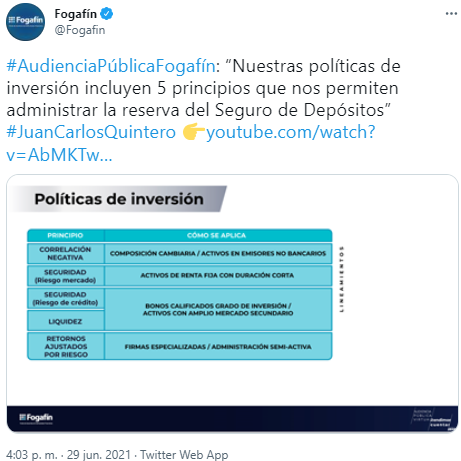 Fogafín
@Fogafin
#AudienciaPúblicaFogafín: “Nuestras políticas de
inversión incluyen 5 principios que nos permiten
administrar la reserva del Seguro de Depósitos”
#JuanCarlosQuintero 👉youtube.com/watch?
v=AbMKTw…
Políticas de inversión
PRINCIPIO
CÓMO SE APLICA
CORRELACIÓN
NEGATIVA
COMPOSICIÓN CAMBIARIA / ACTIVOS EN EMISORES NO BANCARIOS
SEGURIDAD
(Riesgo mercado)
ACTIVOS DE RENTA FIJA CON DURACIÓN CORTA
SEGURIDAD
(Riesgo de crédito)
LIQUIDEZ
BONOS CALIFICADOS GRADO DE INVERSIÓN /
ACTIVOS CON AMPLIO MERCADO SECUNDARIO
RETORNOS
AJUSTADOS
POR RIESGO
FIRMAS ESPECIALIZADAS / ADMINISTRACIÓN SEMI-ACTIVA
LINEAMIENTOS
Fogafín
4:03 p. m. · 29 jun. 2021 · Twitter Web App